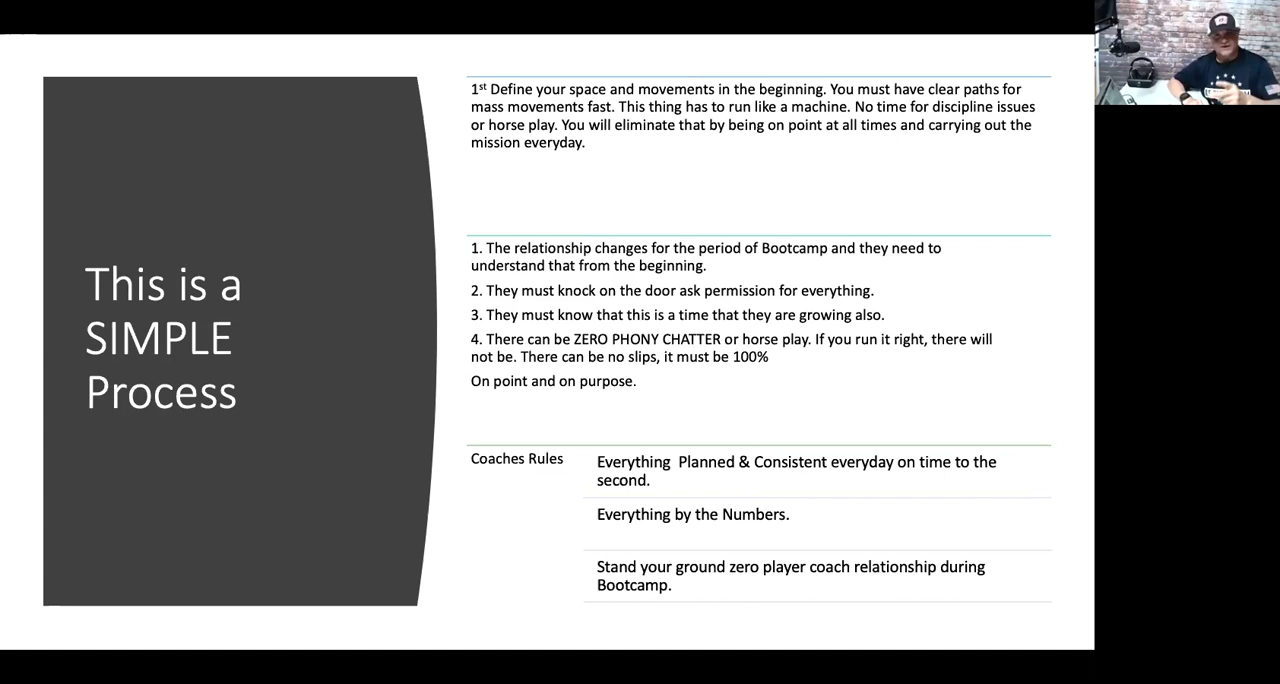 This is a
SIMPLE
Process
1st Define your space and movements in the beginning. You must have clear paths for
mass movements fast. This thing has to run like a machine. No time for discipline issues
or horse play. You will eliminate that by being on point at all times and carrying out the
mission everyday.
1. The relationship changes for the period of Bootcamp and they need to
understand that from the beginning.
2. They must knock on the door ask permission for everything.
3. They must know that this is a time that they are growing also.
4. There can be ZERO PHONY CHATTER or horse play. If you run it right, there will
not be. There can be no slips, it must be 100%
On point and on purpose.
Coaches Rules
Everything  Planned & Consistent everyday on time to the
second.
Everything by the Numbers.
Stand your ground zero player coach relationship during
Bootcamp.